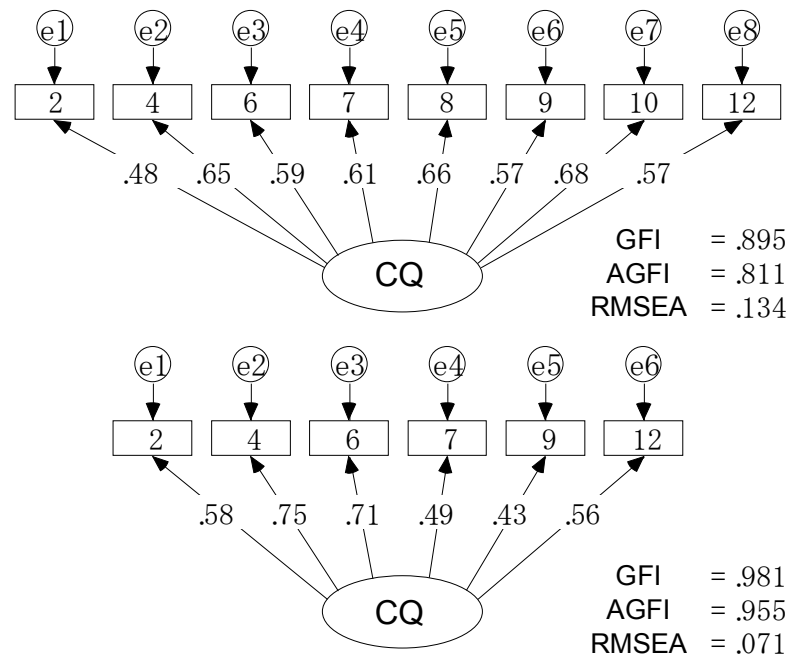 e1 e2 e3 e4 e5 e6 e7 e8
2 4 6 7 8 9 10 12
.48 .65 .59 .61 .66 .57 .68 .57
CQ
GFI = .895
AGFI = .811
RMSEA = .134
e1 e2 e3 e4 e5 e6
2 4 6 7 9 12
.58 .75 .71 .49 .43 .56
CQ
GFI = .981
AGFI = .955
RMSEA = .071